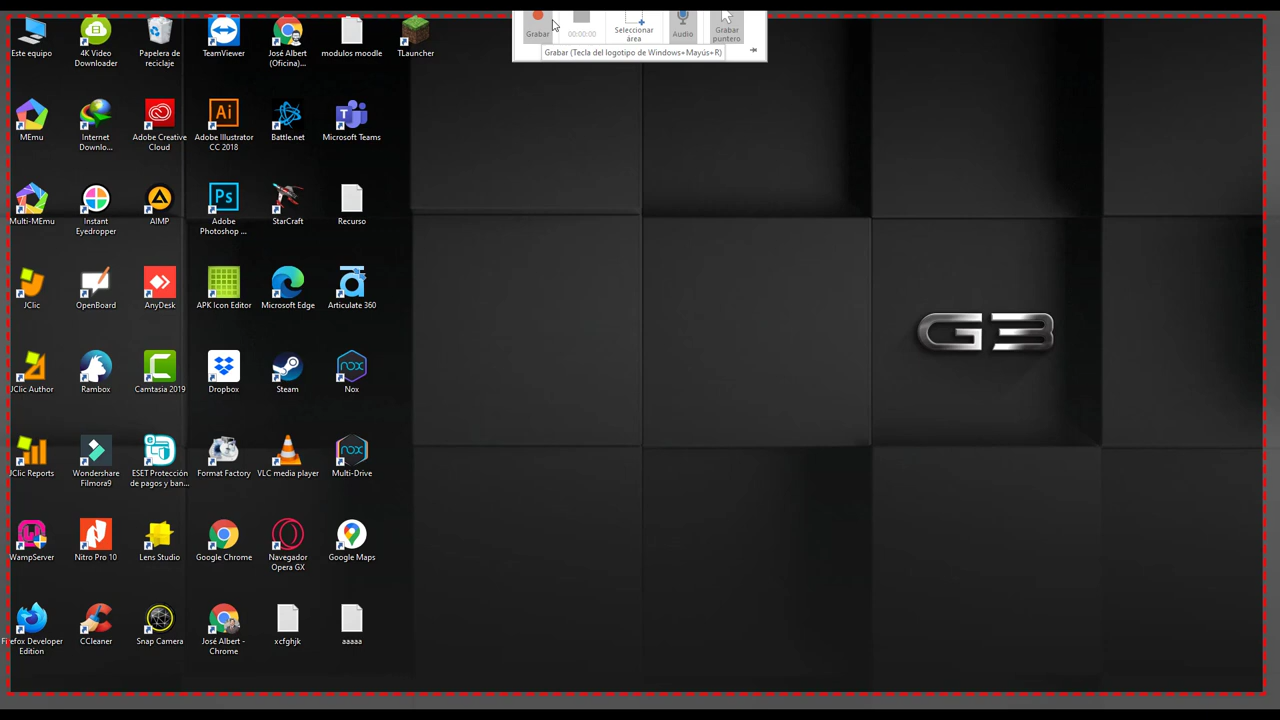 Grabar
00:00:00
Seleccionar
área
Audio
Grabar
puntero
Grabar (Tecla del logotipo de Windows+Mayús+R)
Este equipo
4K Video
Downloader
Papelera de
reciclaje
TeamViewer
José Albert
(Oficina)...
modulos moodle
TLauncher
MEmu
Internet
Downlo...
Adobe Creative
Cloud
Adobe Illustrator
CC 2018
Battle.net
Microsoft Teams
Multi-MEmu
Instant
Eyedropper
AIMP
Adobe
Photoshop ...
StarCraft
Recurso
JClic
OpenBoard
AnyDesk
APK Icon Editor
Microsoft Edge
Articulate 360
JClic Author
Rambox
Camtasia 2019
Dropbox
Steam
Nox
JClic Reports
Wondershare
Filmora9
ESET Protección
de pagos y ban...
Format Factory
VLC media player
Multi-Drive
WampServer
Nitro Pro 10
Lens Studio
Google Chrome
Navegador
Opera GX
Google Maps
Firefox Developer
Edition
CCleaner
Snap Camera
José Albert -
Chrome
xcfghjk
aaaaa
Ai
Ps
nox
nox
G3